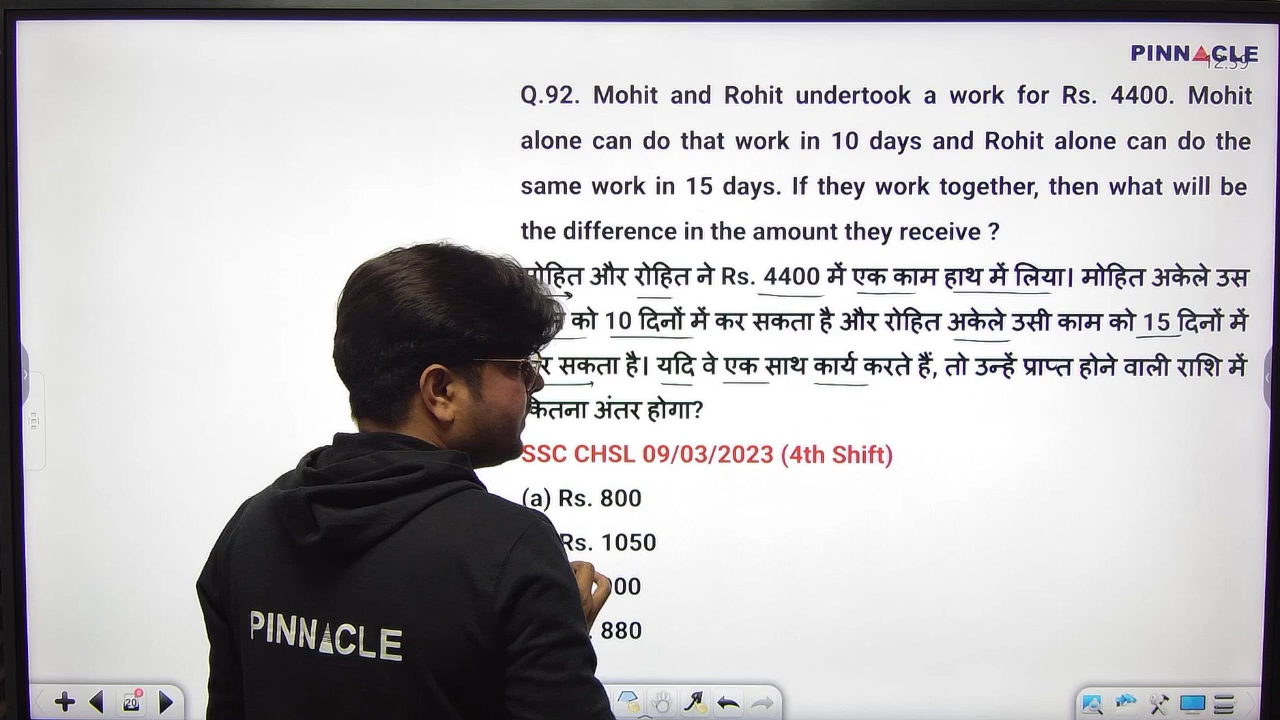 PINNACLE
Q.92. Mohit and Rohit undertook a work for Rs. 4400. Mohit
alone can do that work in 10 days and Rohit alone can do the
same work in 15 days. If they work together, then what will be
the difference in the amount they receive ?
मोहित और रोहित ने Rs. 4400 में एक काम हाथ में लिया। मोहित अकेले उस
को 10 दिनों में कर सकता है और रोहित अकेले उसी काम को 15 दिनों में
सकता है। यदि वे एक साथ कार्य करते हैं, तो उन्हें प्राप्त होने वाली राशि में
कितना अंतर होगा?
SSC CHSL 09/03/2023 (4th Shift)
(a) Rs. 800
Rs. 1050
880
PINNACLE
20